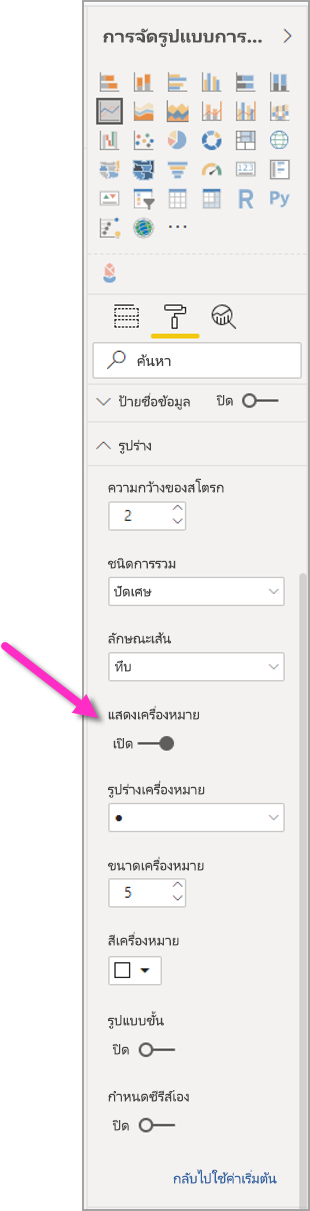 การจัดรูปแบบการ...
123
R
Py
ค้นหา
ป้ายชื่อข้อมูล ปิด
รูปร่าง
ความกว้างของสโตรก
2
ชนิดการรวม
ปัดเศษ
ลักษณะเส้น
ทึบ
แสดงเครื่องหมาย
เปิด
รูปร่างเครื่องหมาย
ขนาดเครื่องหมาย
5
สีเครื่องหมาย
รูปแบบขั้น
ปิด
กำหนดซีรีส์เอง
ปิด
กลับไปใช้ค่าเริ่มต้น